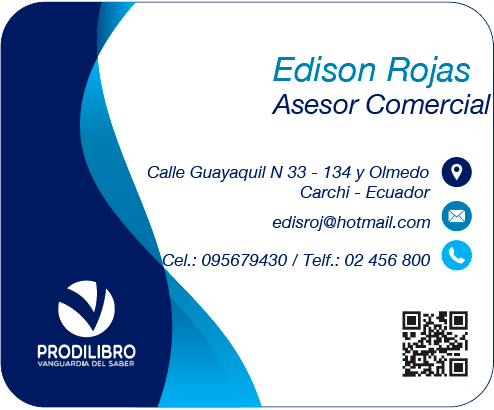 Edison Rojas
Asesor Comercial
Calle Guayaquil N 33 - 134 y Olmedo
Carchi - Ecuador
edisroj@hotmail.com
Cel.: 095679430 / Telf.: 02 456 800
PRODILIBRO
VANGUARDIA DEL SABER